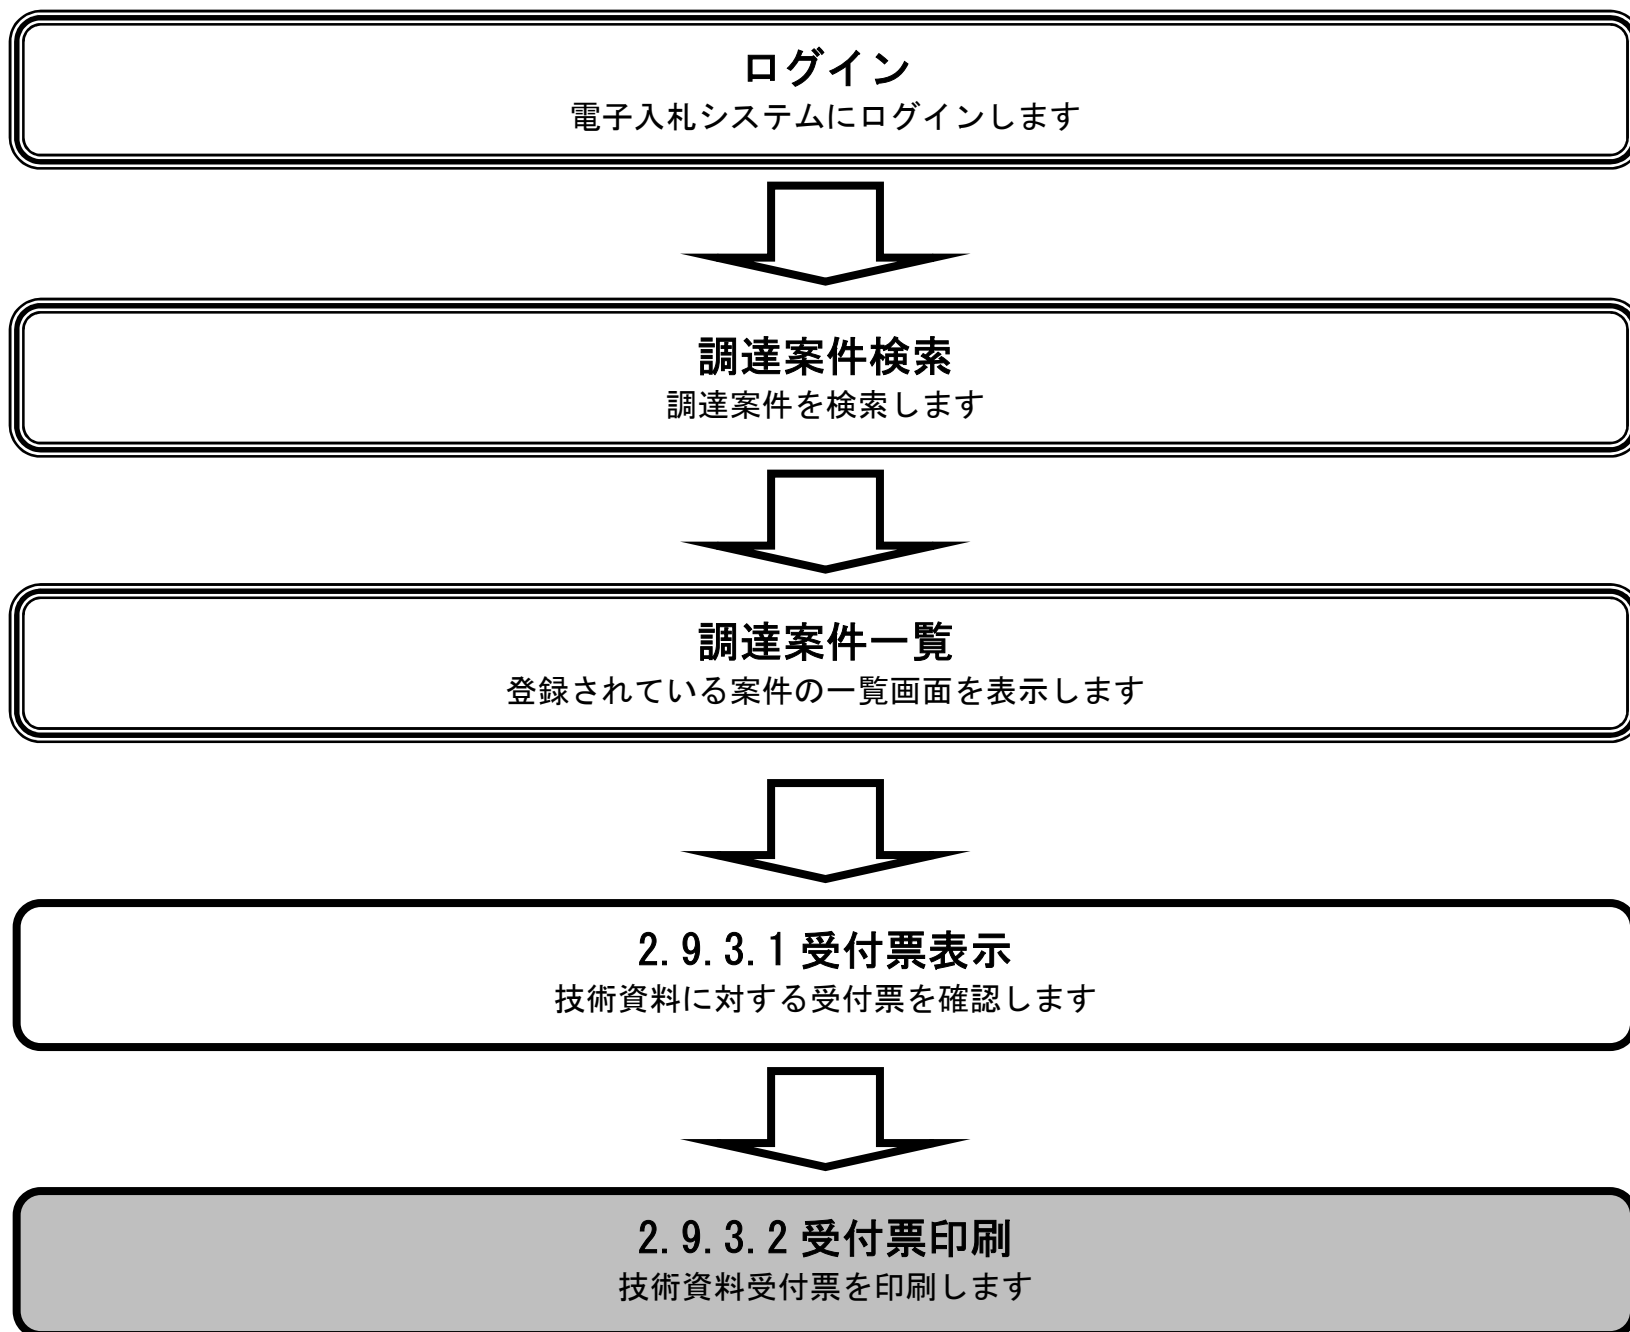 ログイン
電子入札システムにログインします
調達案件検索
調達案件を検索します
調達案件一覧
登録されている案件の一覧画面を表示します
2.9.3.1 受付票表示
技術資料に対する受付票を確認します
2.9.3.2 受付票印刷
技術資料受付票を印刷します